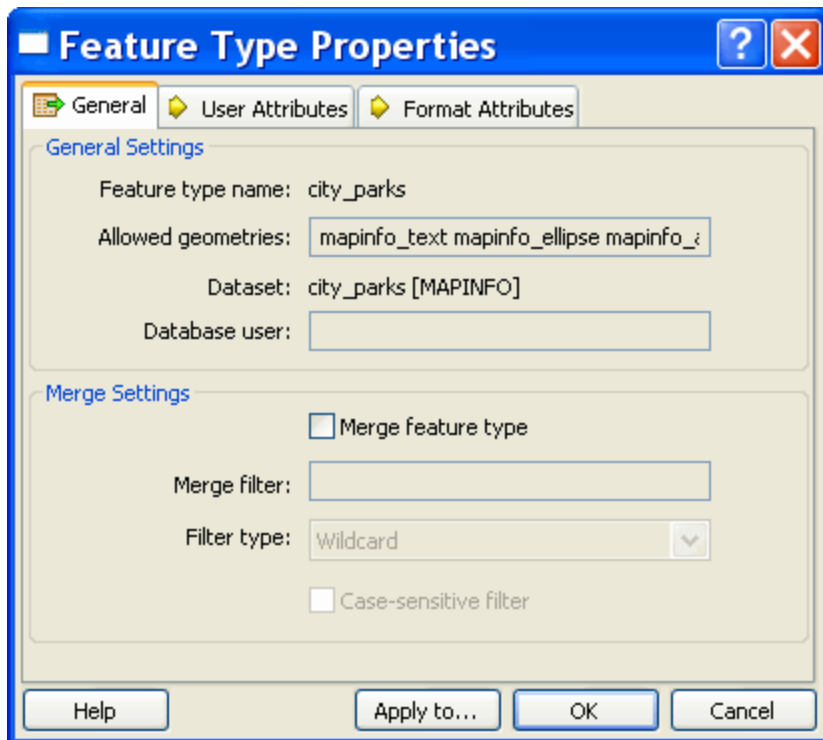 Feature Type Properties
General User Attributes Format Attributes
General Settings
Feature type name: city_parks
Allowed geometries: mapinfo_text mapinfo_ellipse
Dataset: city_parks [MAPINFO]
Database user:
Merge Settings
Merge feature type
Merge filter:
Filter type: Wildcard
Case-sensitive filter
Help Apply to... OK Cancel